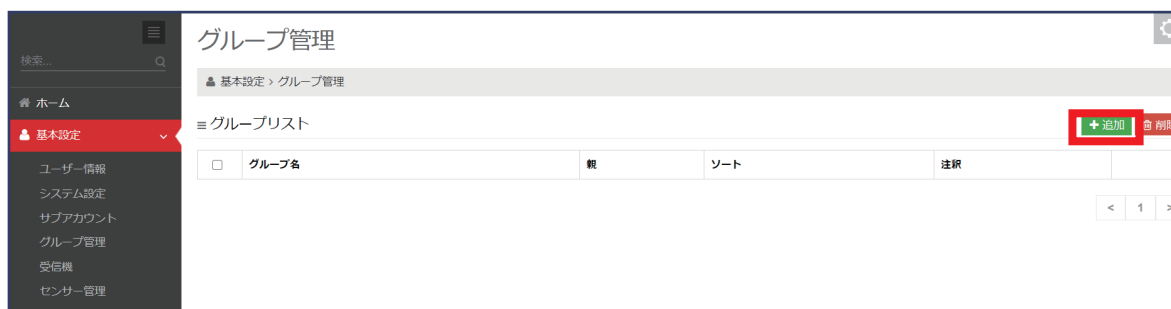 検索...
ホーム
基本設定
ユーザー情報
システム設定
サブアカウント
グループ管理
受信機
センサー管理
グループ管理
基本設定 > グループ管理
グループリスト
+追加 削除
グループ名 親 ソート 注釈
< 1 >